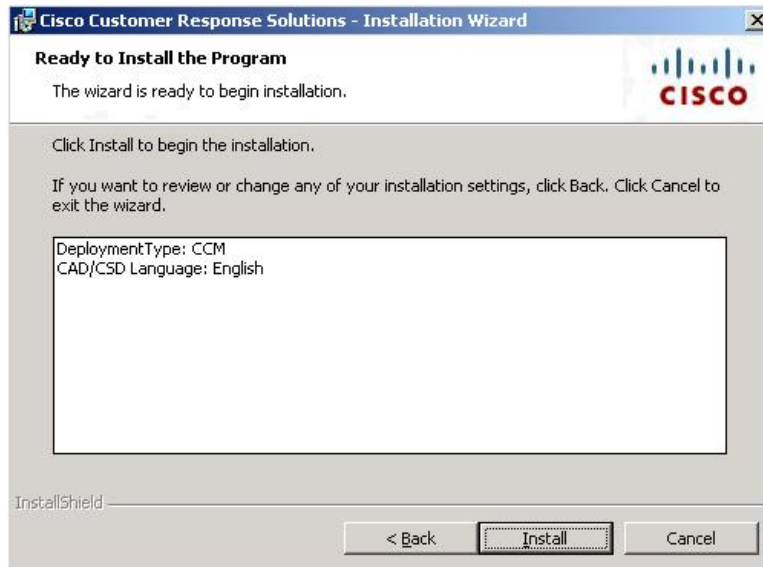 Cisco Customer Response Solutions - Installation Wizard
Ready to Install the Program
The wizard is ready to begin installation.
CISCO
Click Install to begin the installation.
If you want to review or change any of your installation settings, click Back. Click Cancel to
exit the wizard.
DeploymentType: CCM
CAD/CSD Language: English
InstallShield
< Back
Install
Cancel